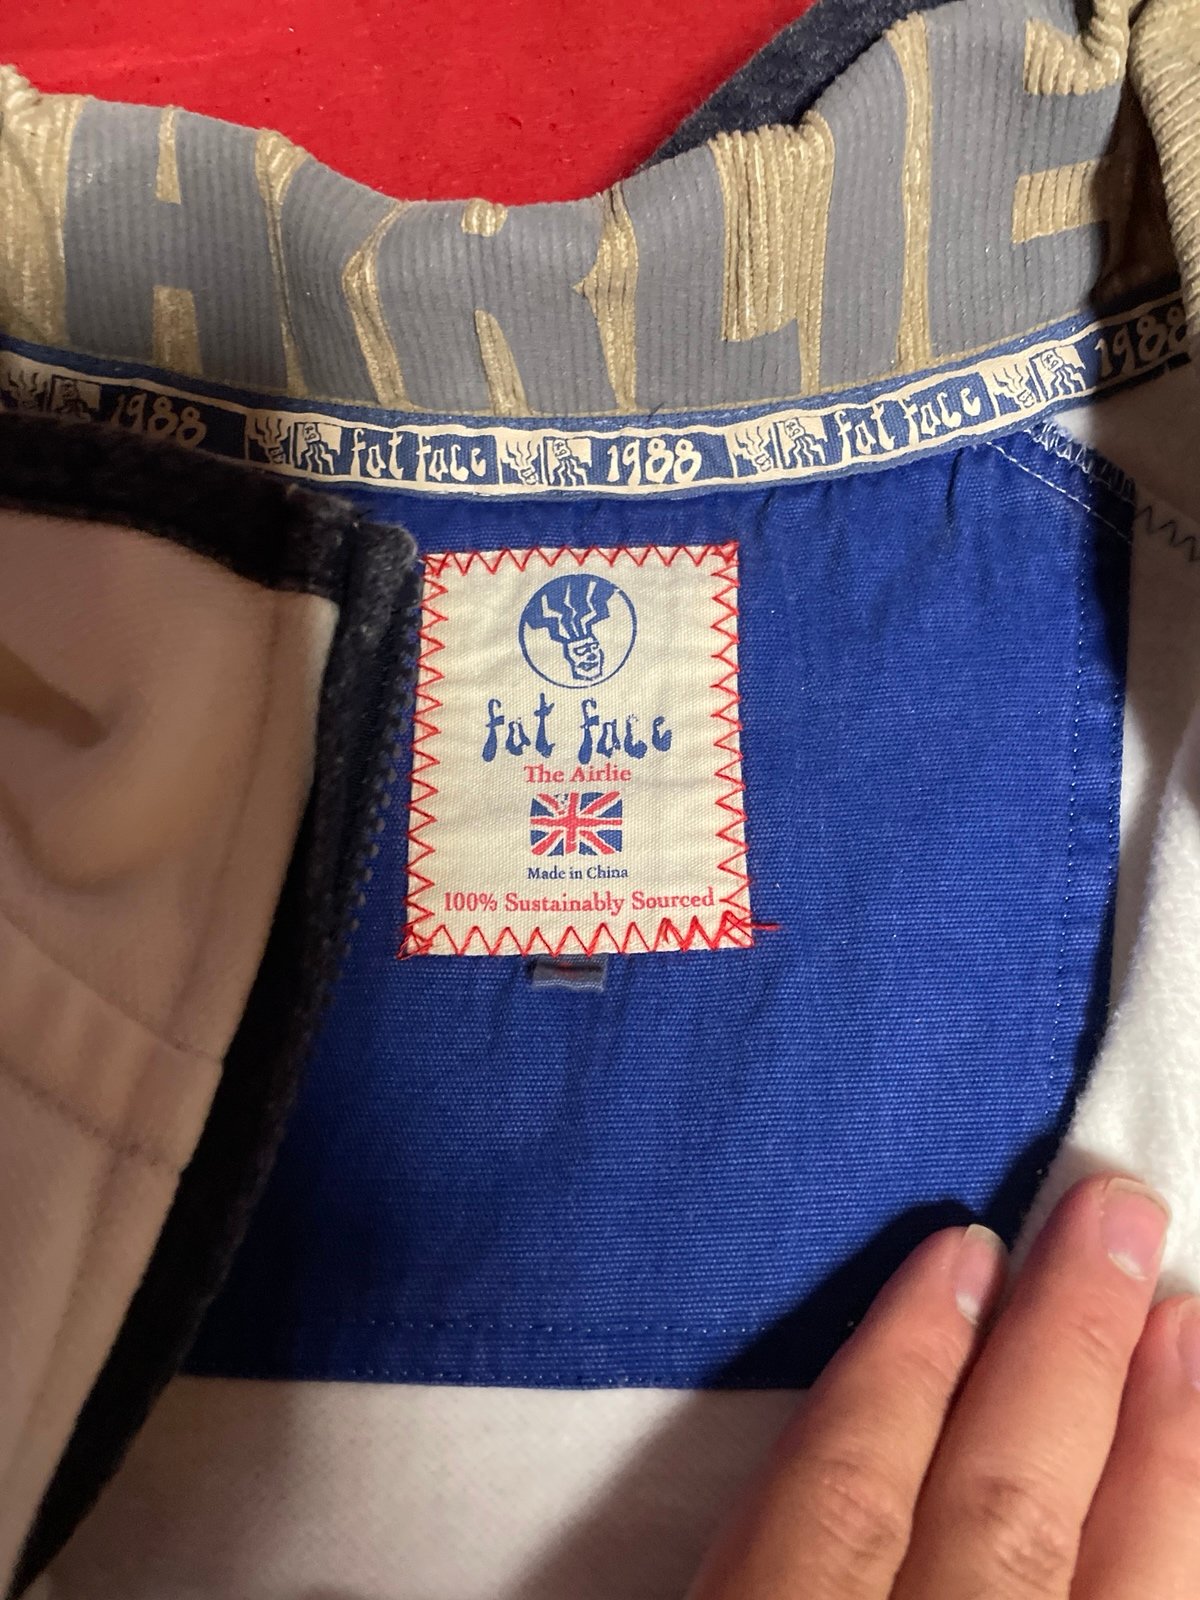 AIRLIE
1988 fat face 1988 fat face 1988
fat face
The Airlie
Made in China
100% Sustainably Sourced